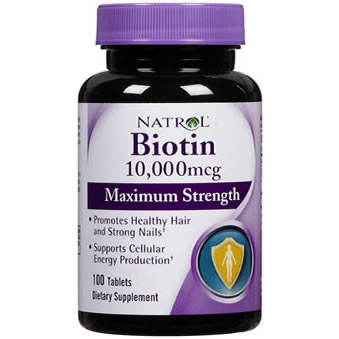 NATROL®
Biotin
10,000mcg
Maximum Strength
• Promotes Healthy Hair
and Strong Nails†
• Supports Cellular
Energy Production†
100 Tablets
Dietary Supplement